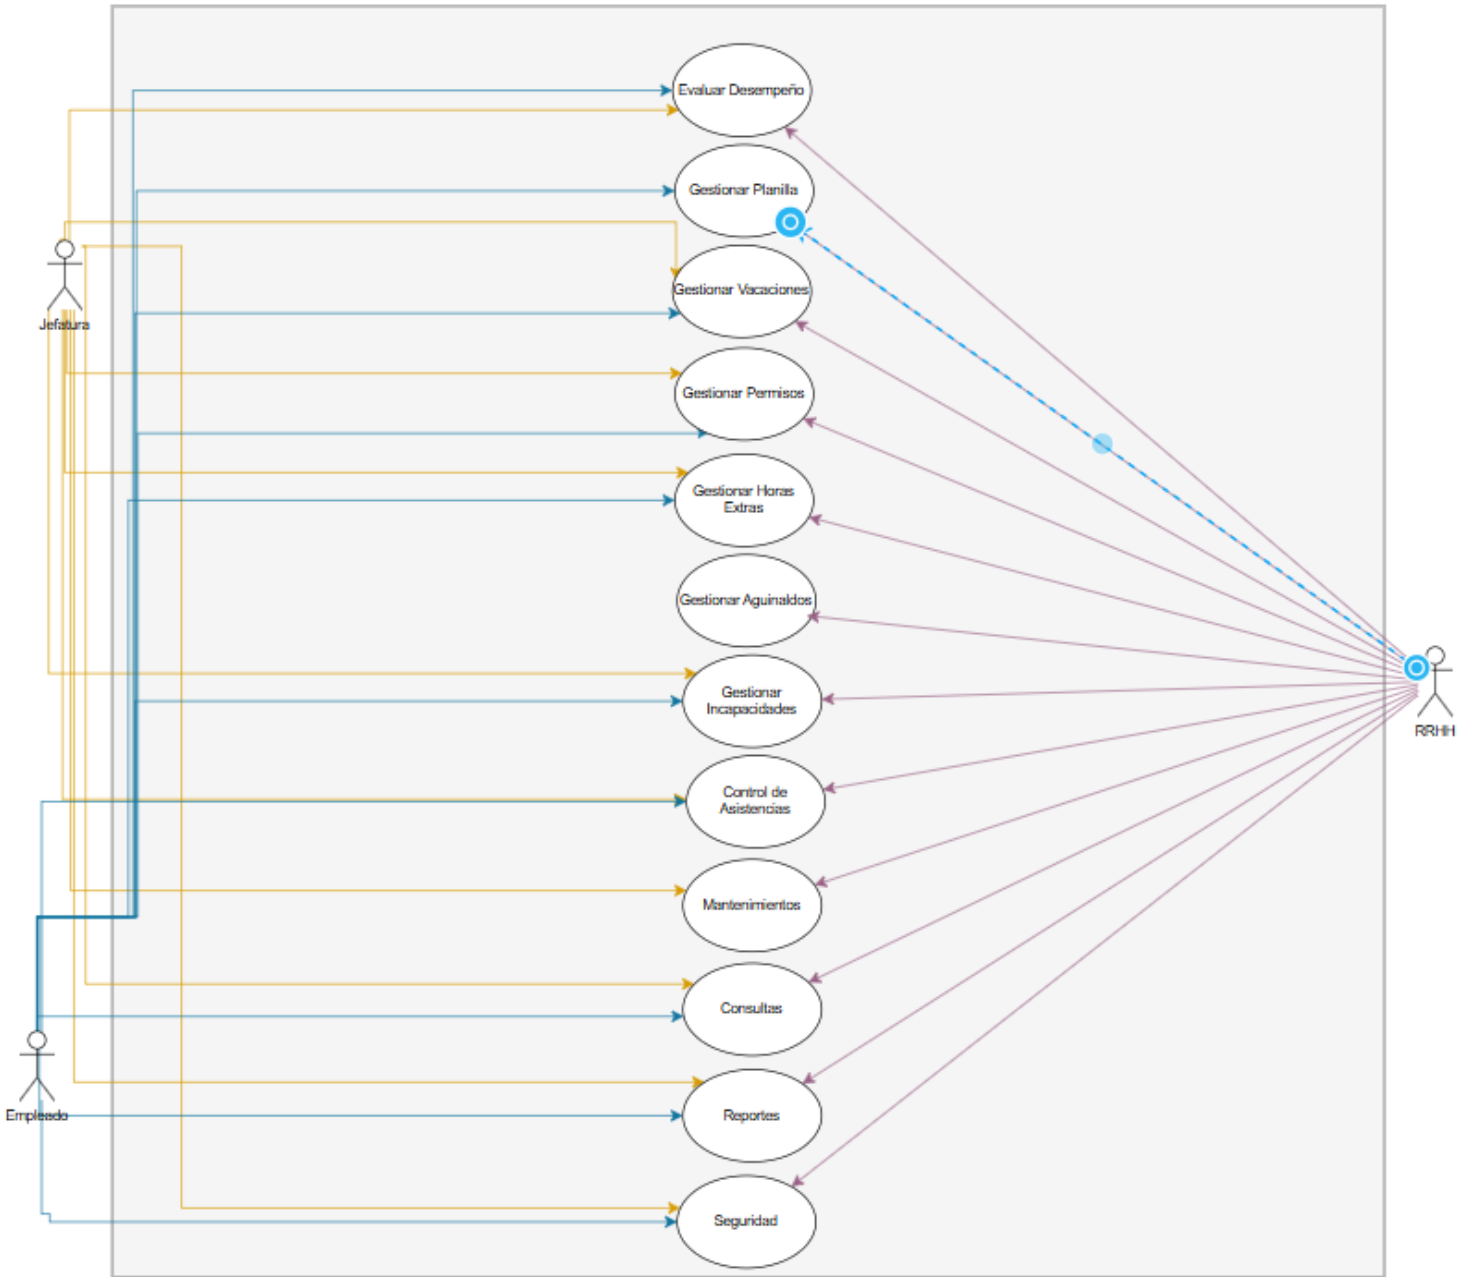 Evaluar Desempeño
Gestionar Planilla
Gestionar Vacaciones
Jefatura
Gestionar Permisos
Gestionar Horas
Extras
Gestionar Aguinaldos
Gestionar
Incapacidades
RRHH
Control de
Asistencias
Mantenimientos
Consultas
Empleado
Reportes
Seguridad